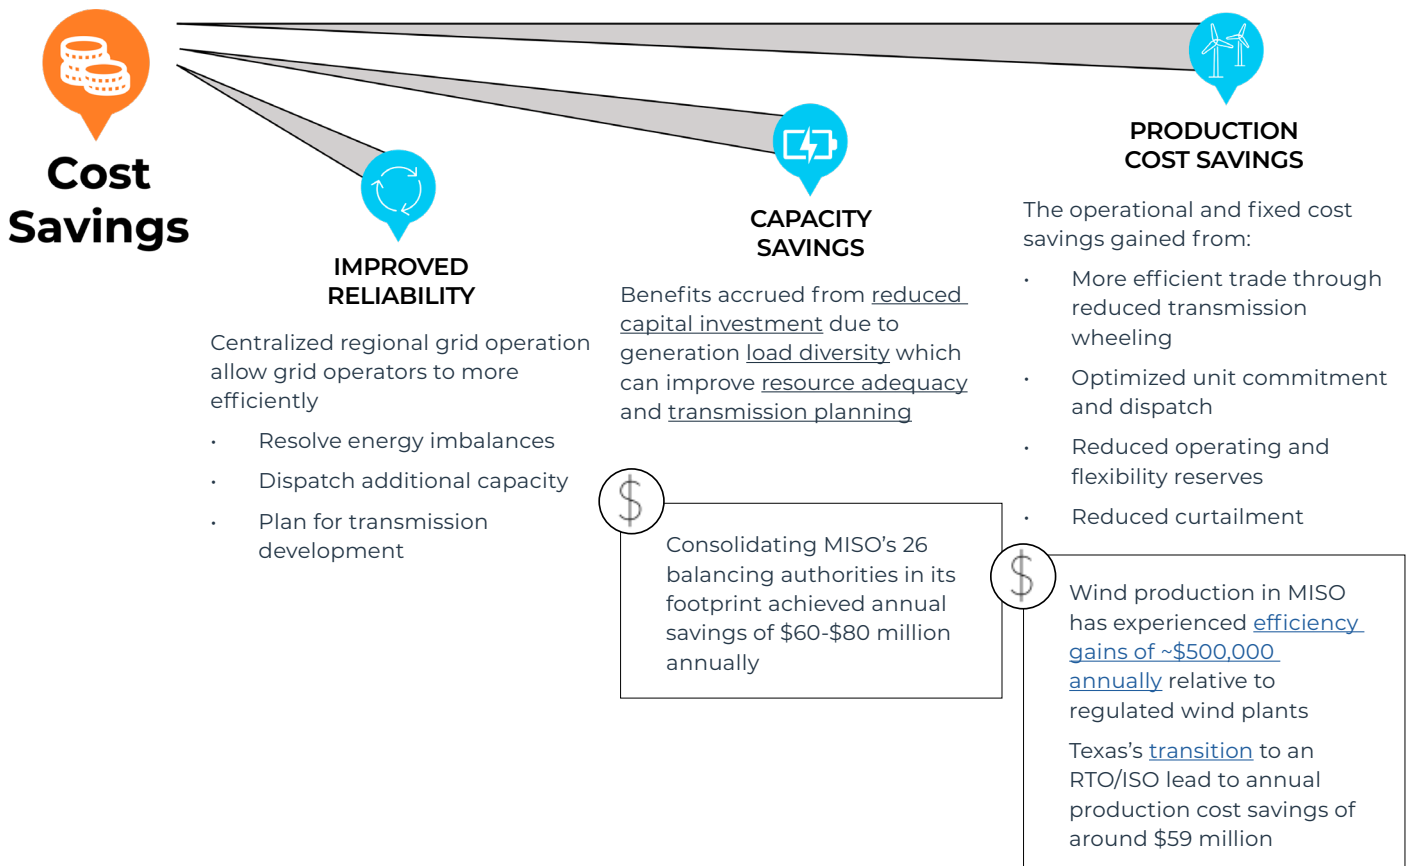 Cost
Savings
IMPROVED
RELIABILITY
Centralized regional grid operation
allow grid operators to more
efficiently
• Resolve energy imbalances
• Dispatch additional capacity
• Plan for transmission
development
CAPACITY
SAVINGS
Benefits accrued from reduced
capital investment due to
generation load diversity which
can improve resource adequacy
and transmission planning
$
Consolidating MISO’s 26
balancing authorities in its
footprint achieved annual
savings of $60-$80 million
annually
PRODUCTION
COST SAVINGS
The operational and fixed cost
savings gained from:
• More efficient trade through
reduced transmission
wheeling
• Optimized unit commitment
and dispatch
• Reduced operating and
flexibility reserves
• Reduced curtailment
$
Wind production in MISO
has experienced efficiency
gains of ~$500,000
annually relative to
regulated wind plants
Texas’s transition to an
RTO/ISO lead to annual
production cost savings of
around $59 million